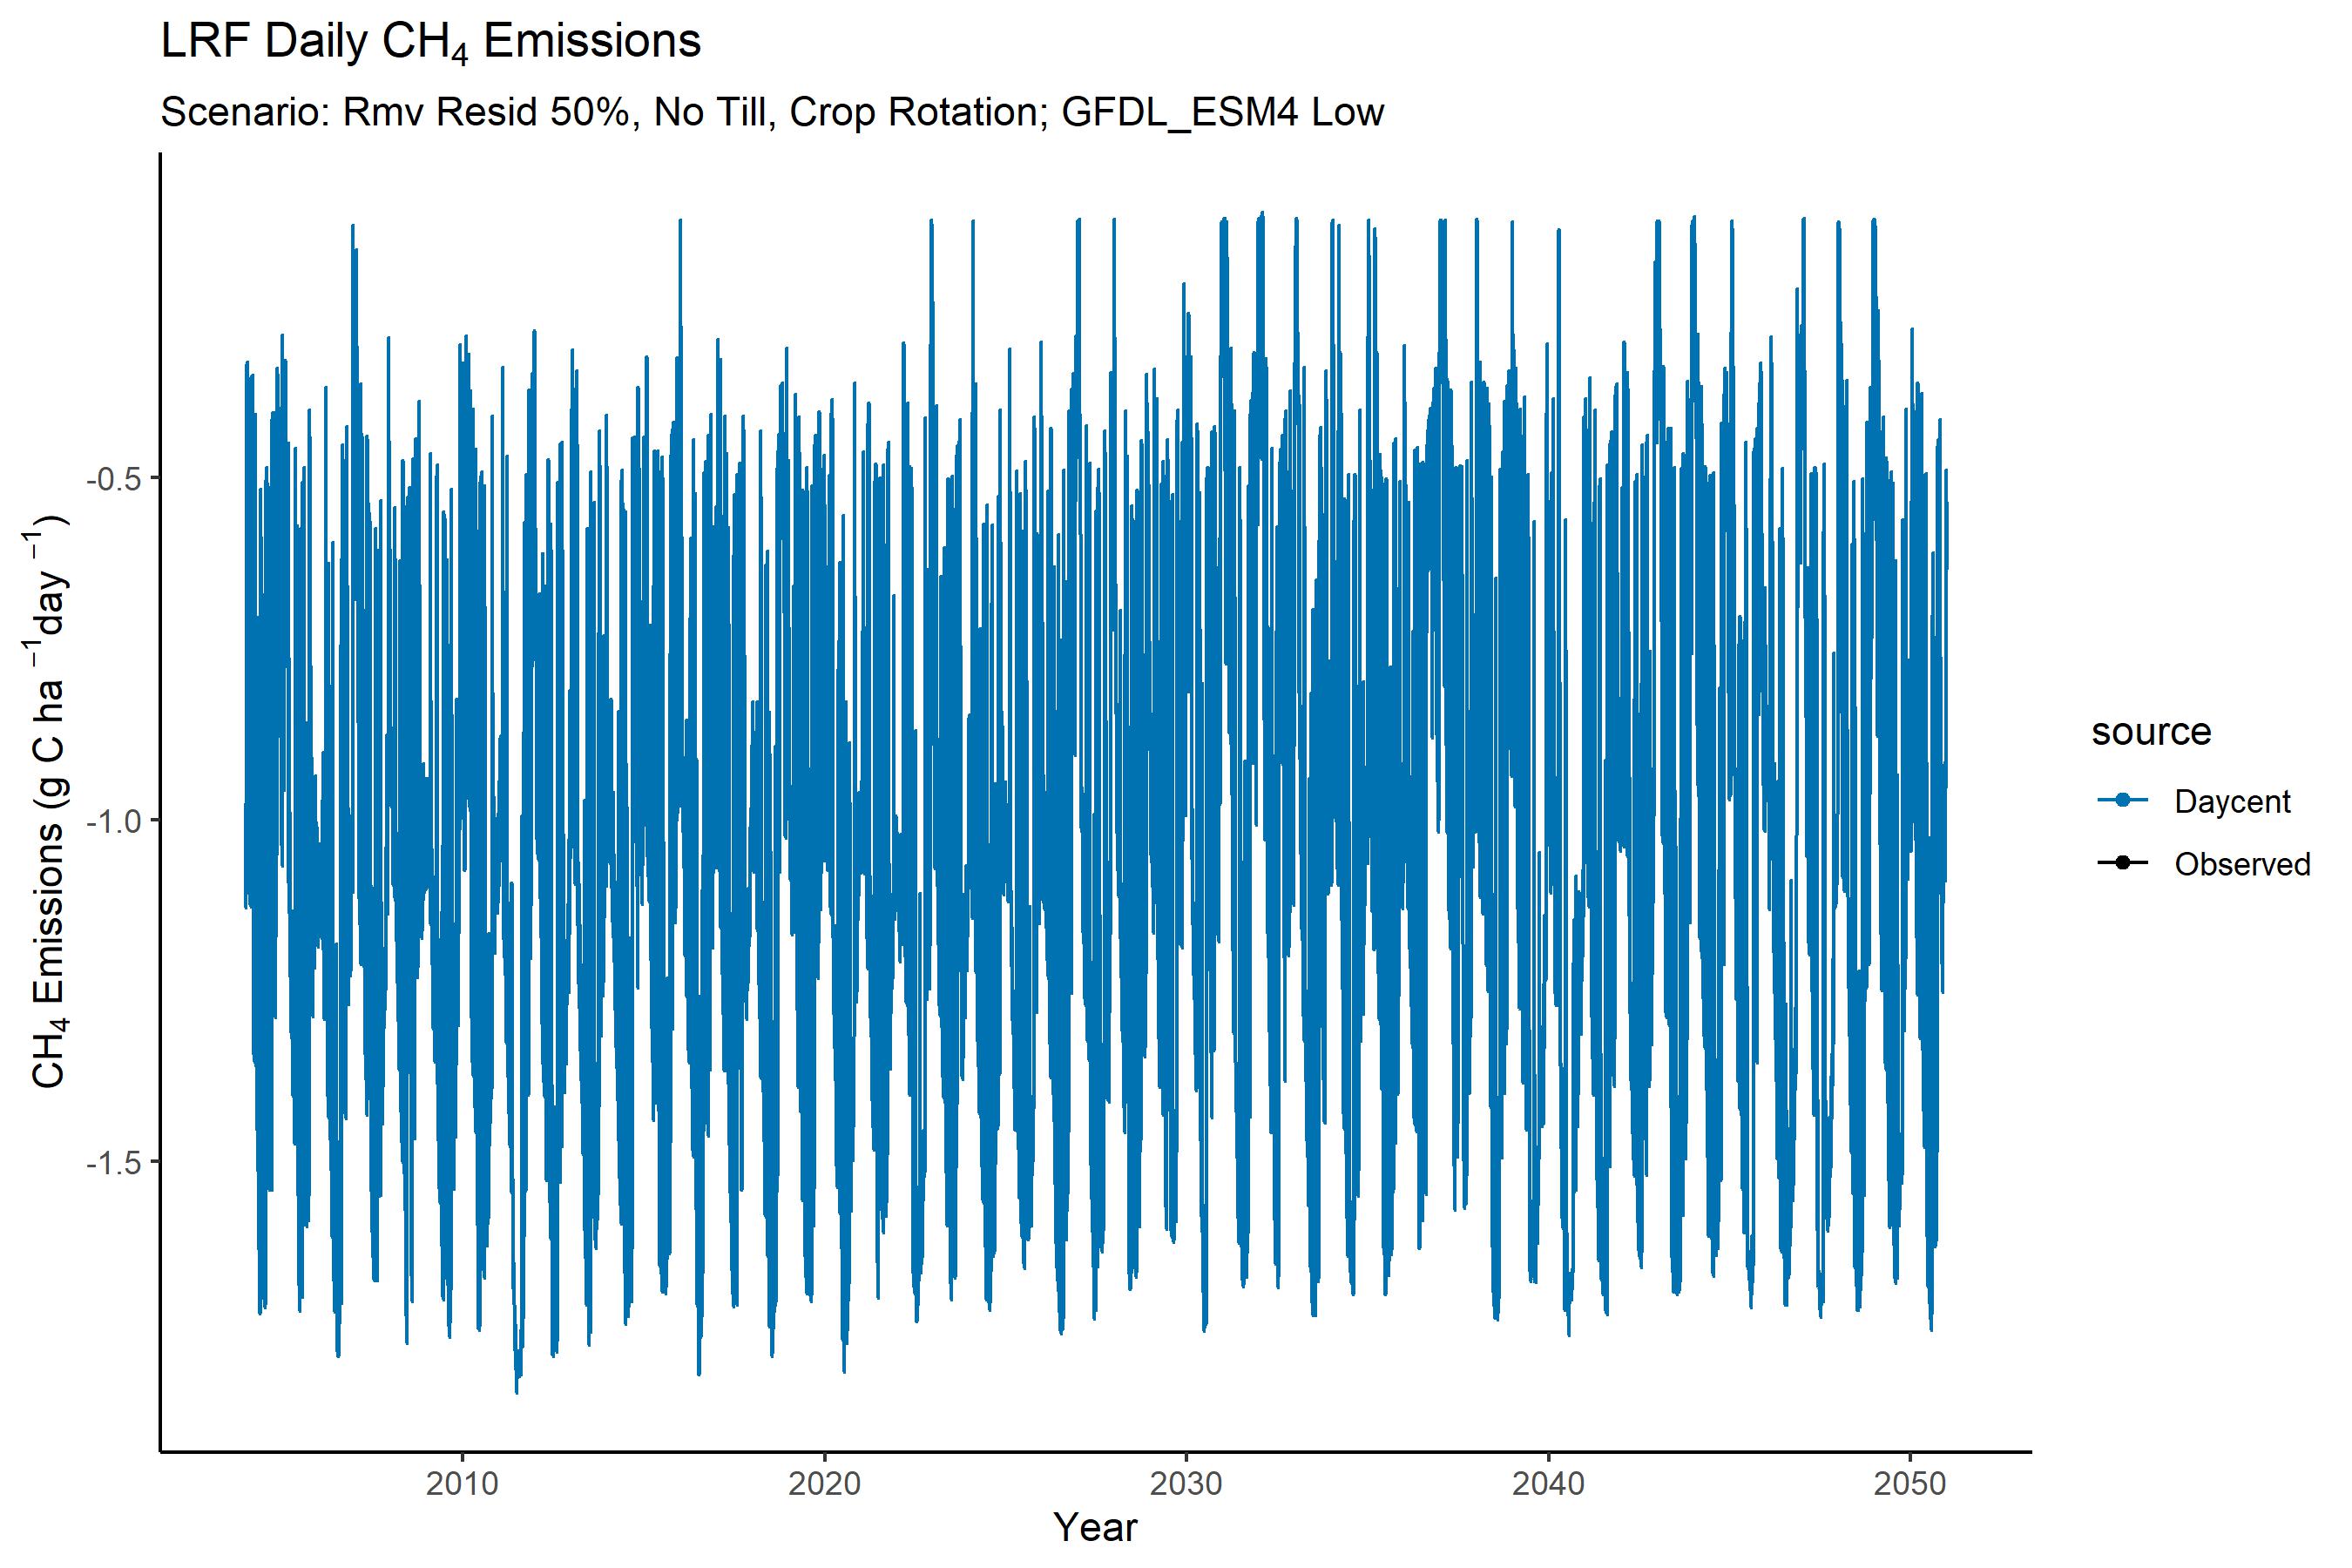 LRF Daily CH₄ Emissions
Scenario: Rmv Resid 50%, No Till, Crop Rotation; GFDL_ESM4 Low
CH₄ Emissions (g C ha ⁻¹day ⁻¹)
-0.5
-1.0
-1.5
2010 2020 2030 2040 2050
Year
source
Daycent
Observed